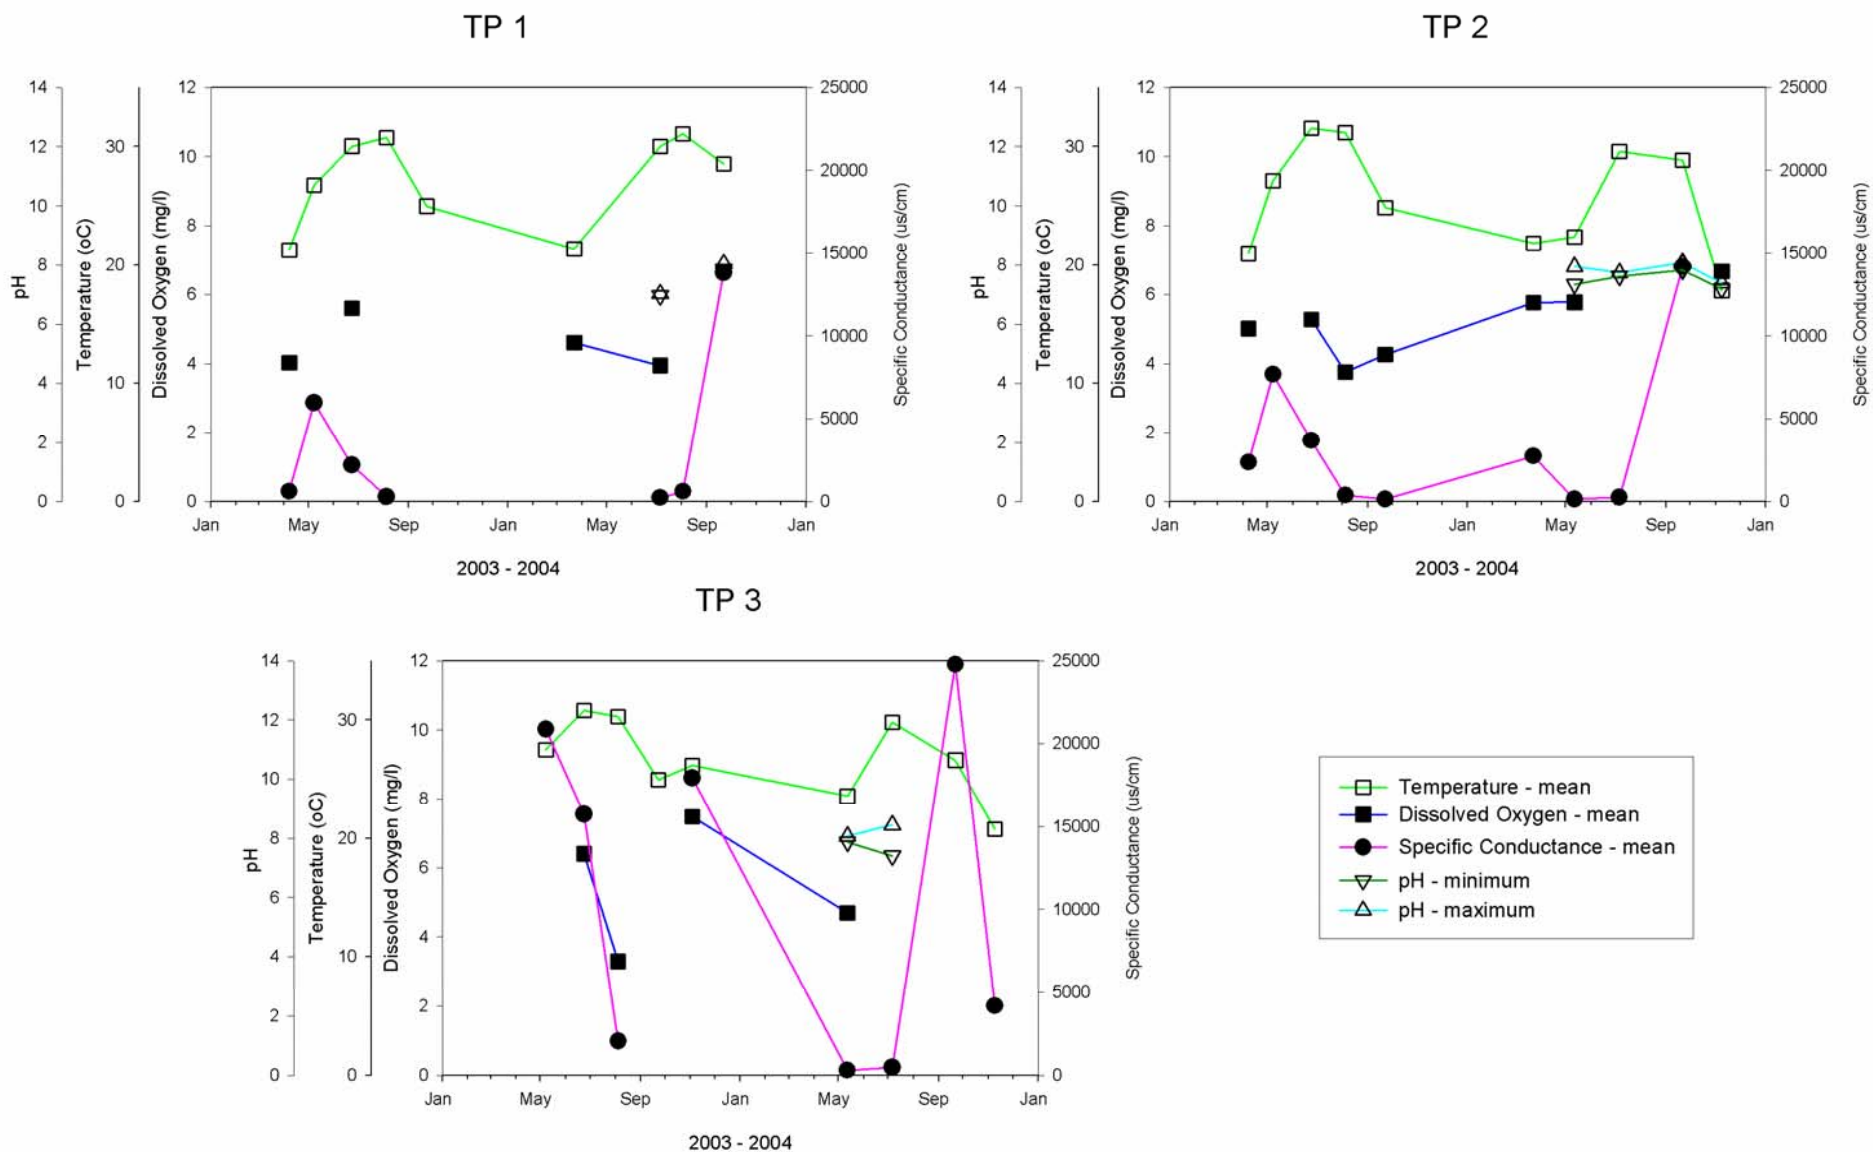 TP 1
14
12
10
8
6
4
2
0
pH
30
20
10
0
Temperature (oC)
12
10
8
6
4
2
0
Dissolved Oxygen (mg/l)
25000
20000
15000
10000
5000
0
Specific Conductance (us/cm)
Jan May Sep Jan May Sep Jan
2003 - 2004
TP 2
14
12
10
8
6
4
2
0
pH
30
20
10
0
Temperature (oC)
12
10
8
6
4
2
0
Dissolved Oxygen (mg/l)
25000
20000
15000
10000
5000
0
Specific Conductance (us/cm)
Jan May Sep Jan May Sep Jan
2003 - 2004
TP 3
14
12
10
8
6
4
2
0
pH
30
20
10
0
Temperature (oC)
12
10
8
6
4
2
0
Dissolved Oxygen (mg/l)
25000
20000
15000
10000
5000
0
Specific Conductance (us/cm)
Jan May Sep Jan May Sep Jan
2003 - 2004
Temperature - mean
Dissolved Oxygen - mean
Specific Conductance - mean
pH - minimum
pH - maximum